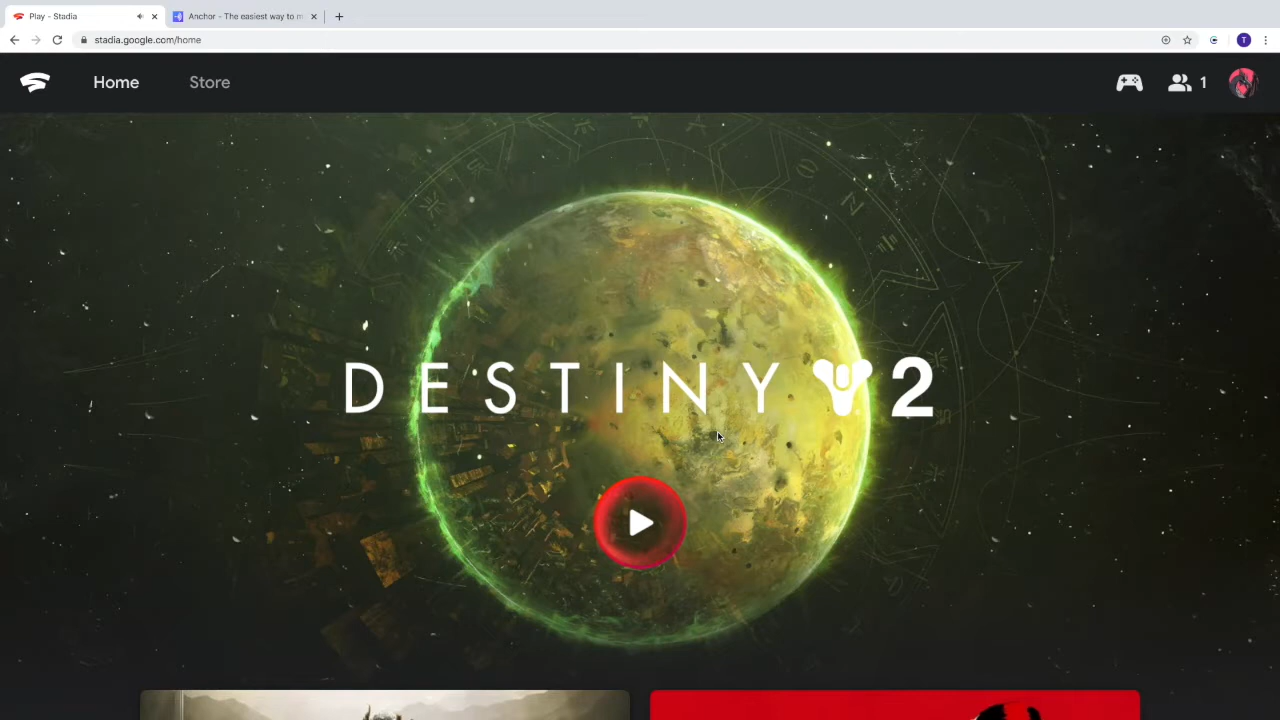 Play - Stadia
Anchor - The easiest way to m
stadia.google.com/home
Home
Store
1
DESTINY 2